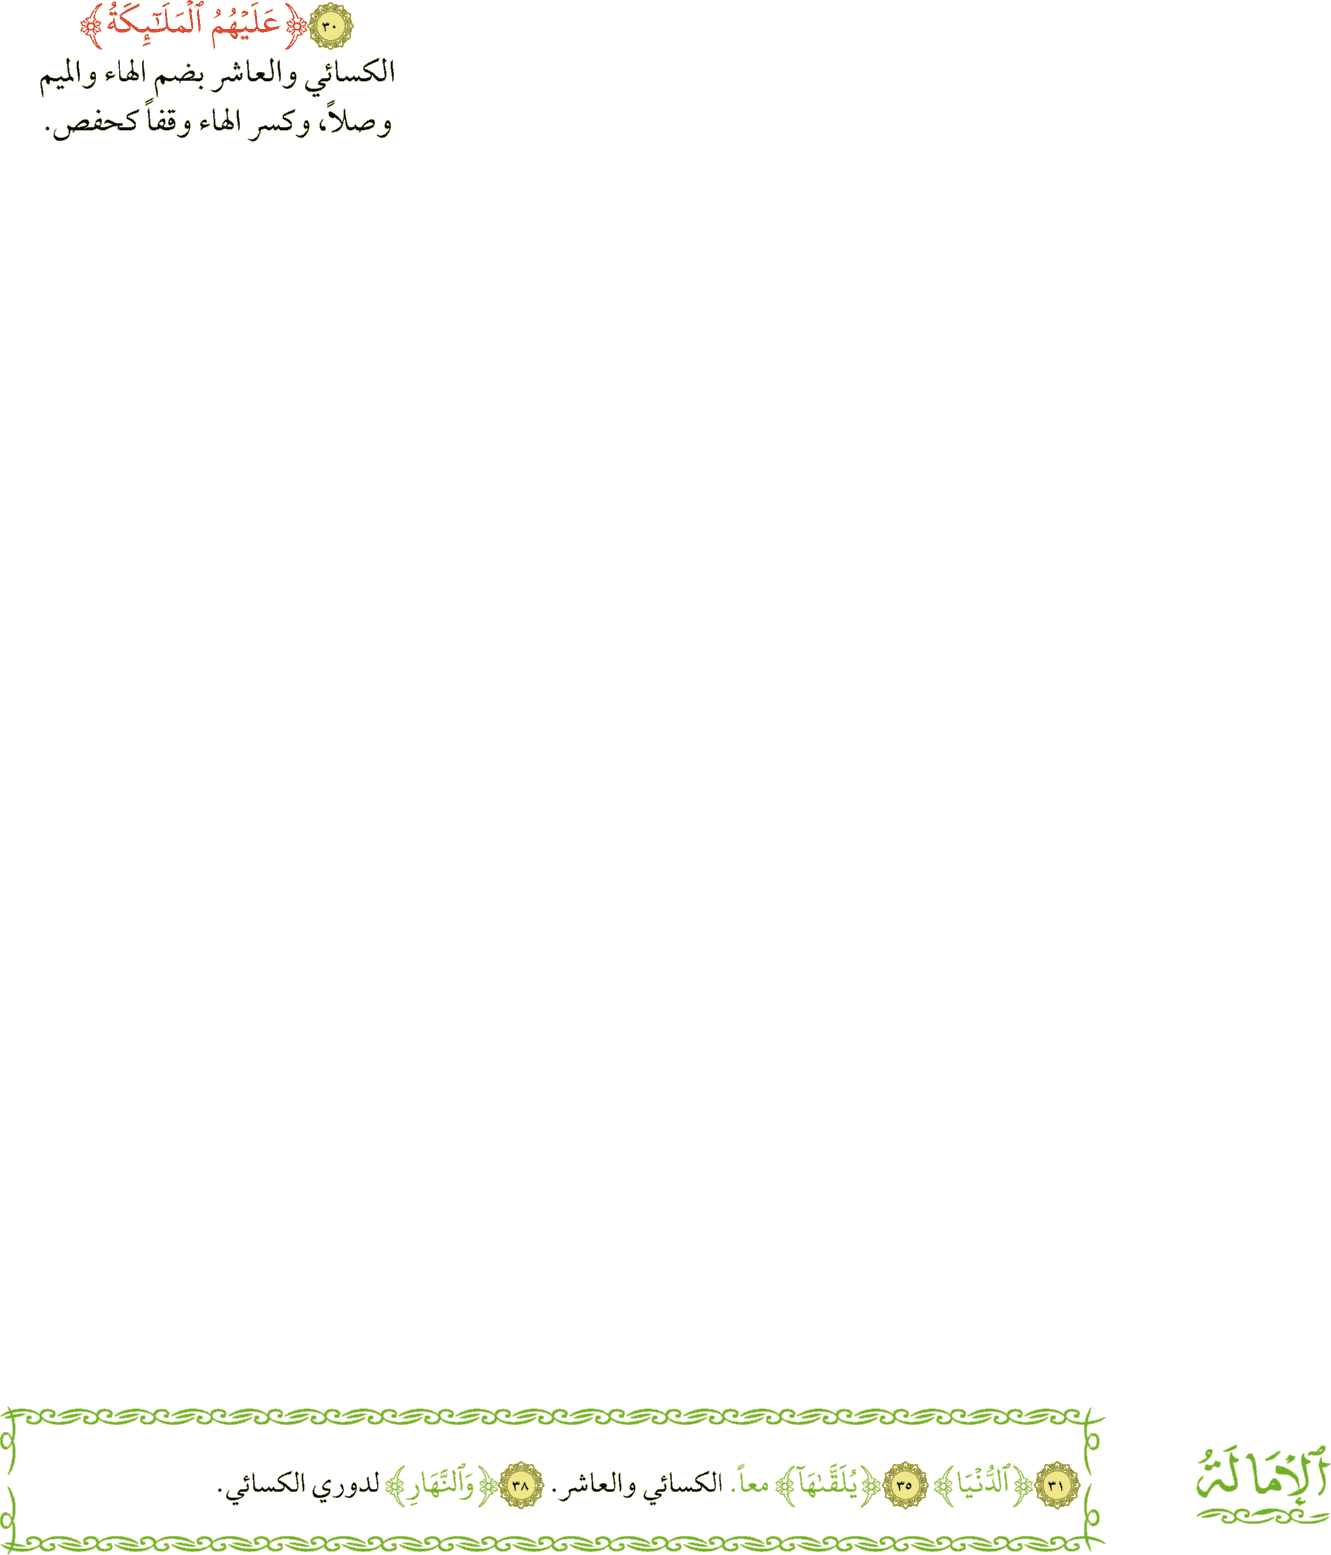 ٣٠ ﴿عَلَيْهُمُ ٱلْمَلَـٰٓئِكَةُ﴾
الكسائي والعاشر بضم الهاء والميم
وصلاً، وكسر الهاء وقفاً كحفص.
ٱلْإِمَالَةُ
٣١ ﴿ٱلدُّنْيَا﴾ ٣٥ ﴿يُلَقَّىٰهَآ﴾ معاً. الكسائي والعاشر. ٣٨ ﴿وَٱلنَّهَارِ﴾ لدوري الكسائي.